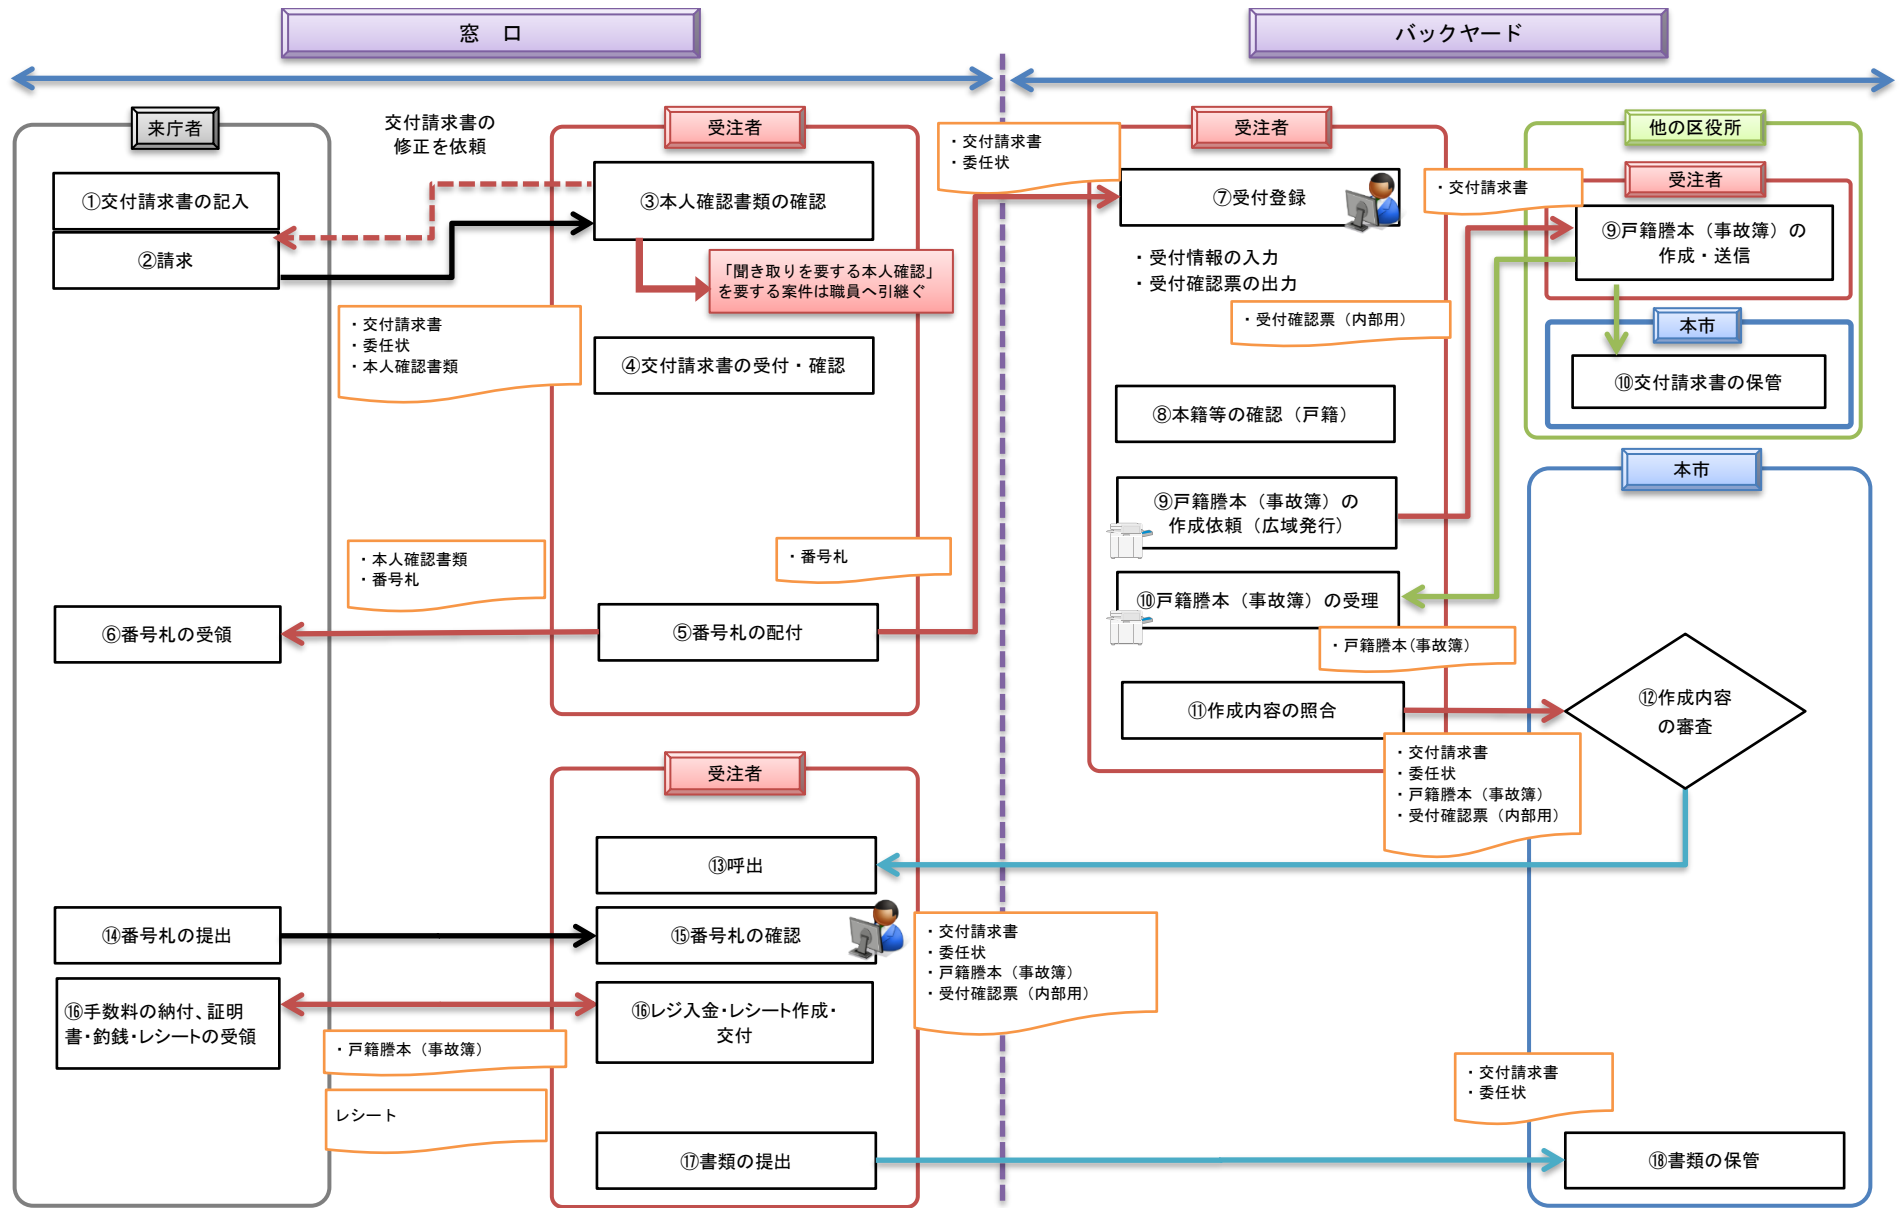 窓　口
バックヤード
来庁者
①交付請求書の記入
②請求
交付請求書の
修正を依頼
受注者
③本人確認書類の確認
「聞き取りを要する本人確認」
を要する案件は職員へ引継ぐ
・交付請求書
・委任状
・本人確認書類
④交付請求書の受付・確認
・本人確認書類
・番号札
・番号札
⑤番号札の配付
⑥番号札の受領
・交付請求書
・委任状
受注者
⑦受付登録
・受付情報の入力
・受付確認票の出力
・受付確認票（内部用）
⑧本籍等の確認（戸籍）
⑨戸籍謄本（事故簿）の
作成依頼（広域発行）
⑩戸籍謄本（事故簿）の受理
・戸籍謄本（事故簿）
⑪作成内容の照合
・交付請求書
・委任状
・戸籍謄本（事故簿）
・受付確認票（内部用）
他の区役所
受注者
・交付請求書
⑨戸籍謄本（事故簿）の
作成・送信
本市
⑩交付請求書の保管
本市
⑫作成内容
の審査
受注者
⑬呼出
⑭番号札の提出
⑮番号札の確認
・交付請求書
・委任状
・戸籍謄本（事故簿）
・受付確認票（内部用）
⑯手数料の納付、証明
書・釣銭・レシートの受領
⑯レジ入金・レシート作成・
交付
・戸籍謄本（事故簿）
レシート
⑰書類の提出
・交付請求書
・委任状
⑱書類の保管